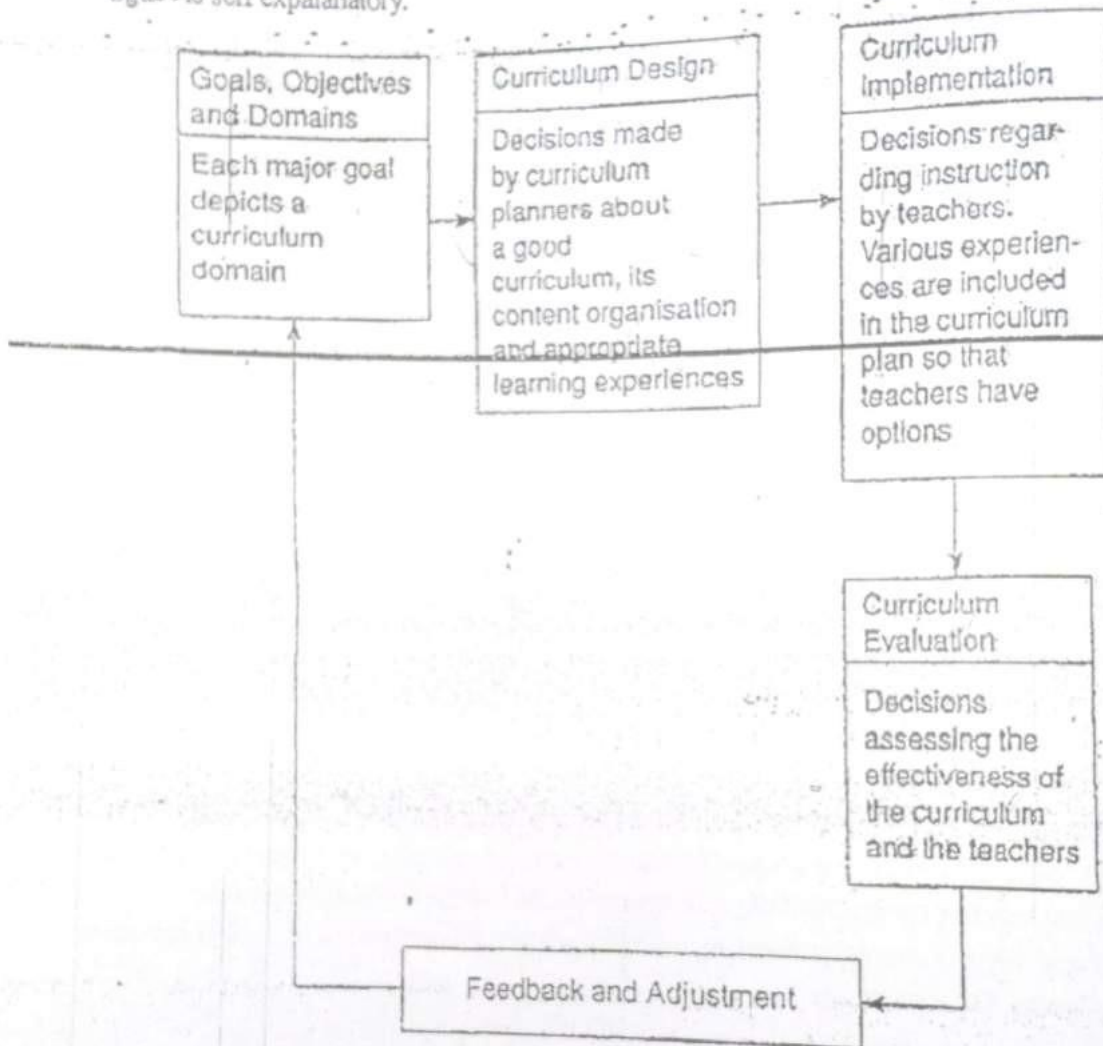 is self expalanatory.
Goals, Objectives
and Domains
Each major goal
depicts a
curriculum
domain
Curriculum Design
Decisions made
by curriculum
planners about
a good
curriculum, its
content organisation
and appropriate
learning experiences
Curriculum
Implementation
Decisions regar-
ding instruction
by teachers.
Various experien-
ces are included
in the curriculum
plan so that
teachers have
options
Curriculum
Evaluation
Decisions
assessing the
effectiveness of
the curriculum
and the teachers
Feedback and Adjustment